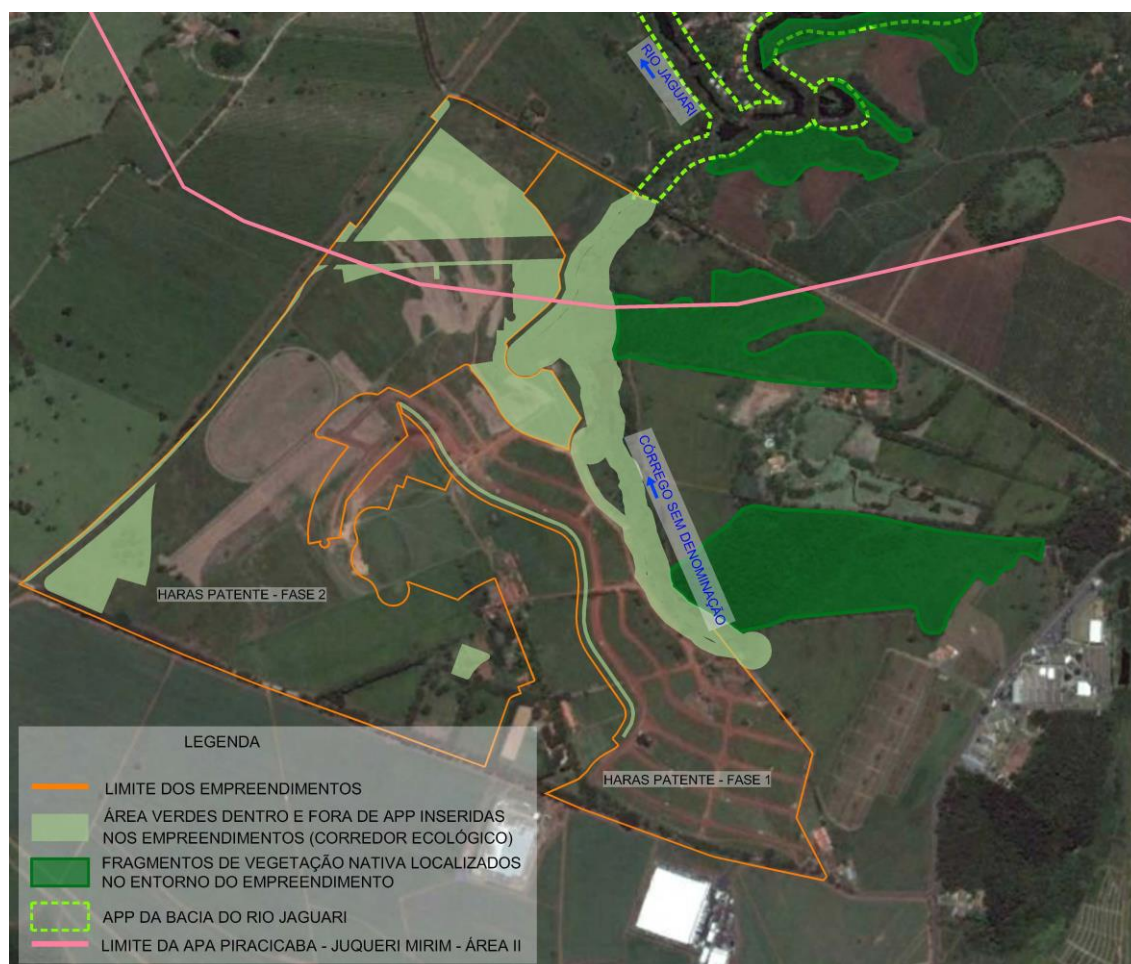 RIO JAGUARI
CÓRREGO SEM DENOMINAÇÃO
HARAS PATENTE - FASE 2
HARAS PATENTE - FASE 1
LEGENDA
LIMITE DOS EMPREENDIMENTOS
ÁREA VERDES DENTRO E FORA DE APP INSERIDAS
NOS EMPREENDIMENTOS (CORREDOR ECOLÓGICO)
FRAGMENTOS DE VEGETAÇÃO NATIVA LOCALIZADOS
NO ENTORNO DO EMPREENDIMENTO
APP DA BACIA DO RIO JAGUARI
LIMITE DA APA PIRACICABA - JUQUERI MIRIM - ÁREA II